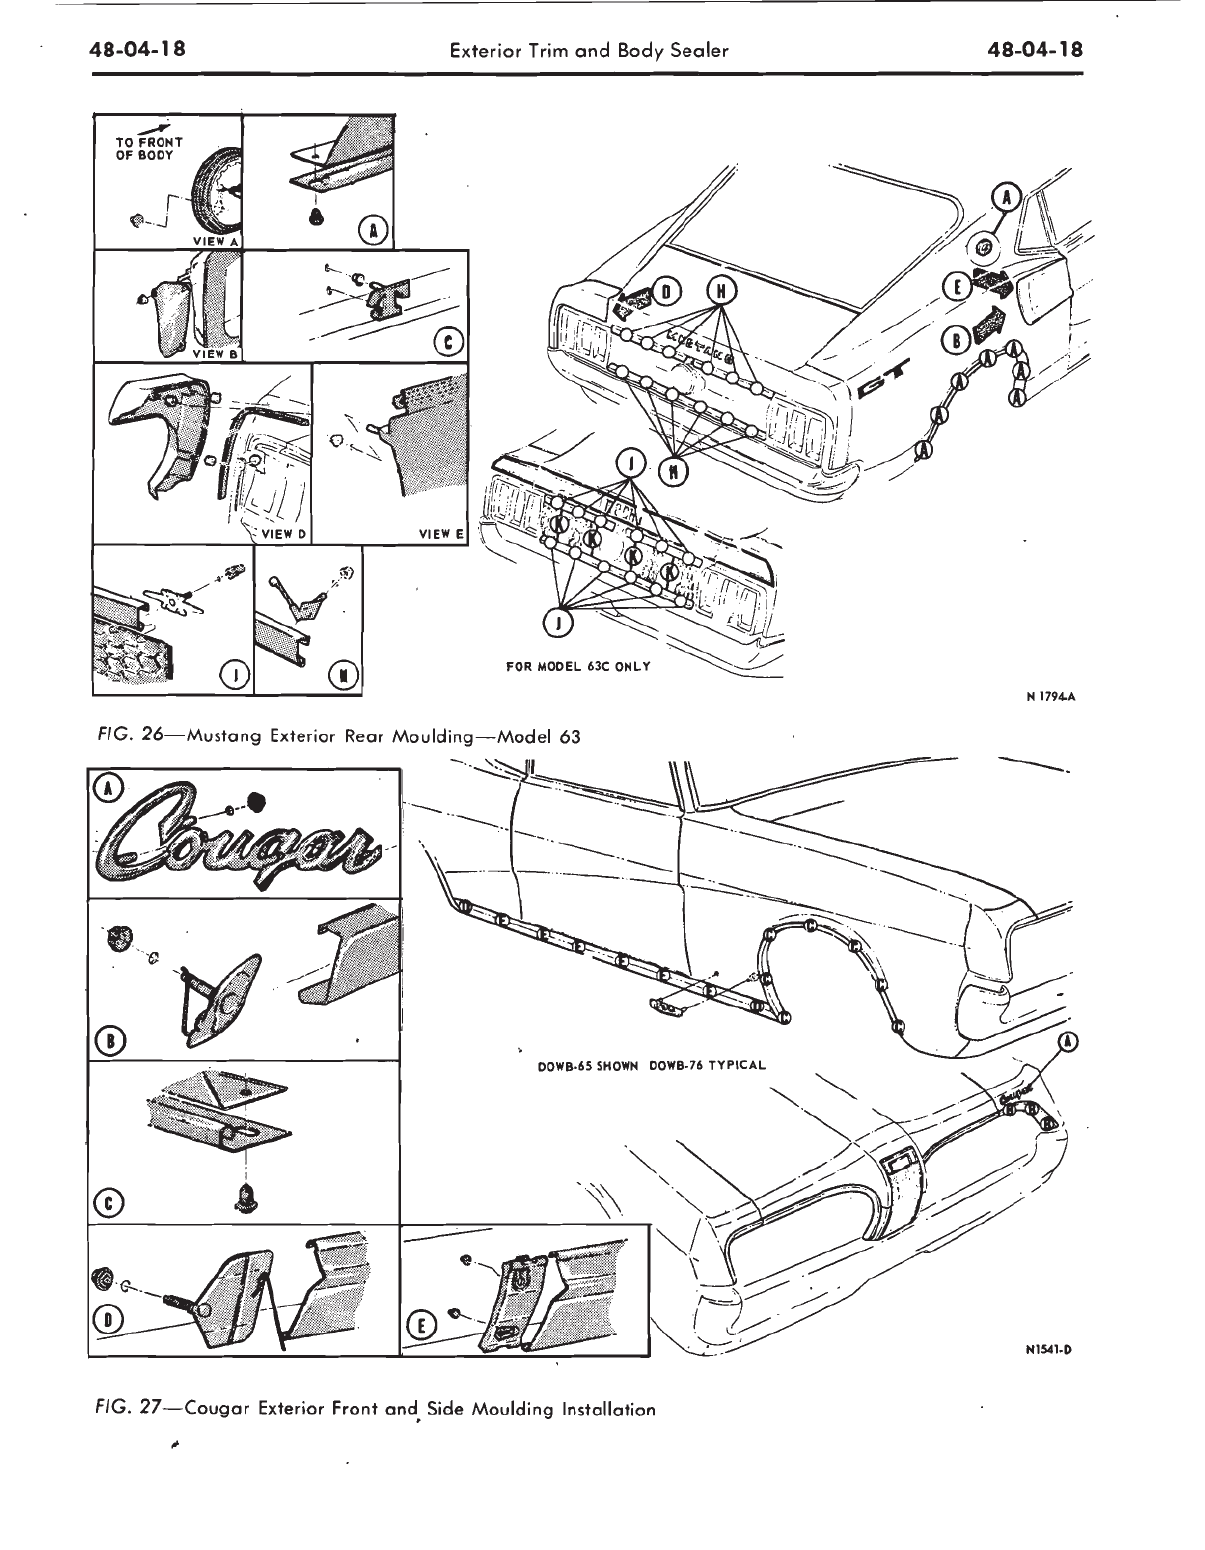 48-04-18 Exterior Trim and Body Sealer 48-04-18
TO FRONT
OF BODY
VIEW A
A
VIEW B
C
VIEW D
VIEW E
J
N
A
E
B
D
H
MUSTANG
GT
A
A
A
A
A
A
A
N
I
K
K
K
K
J
FOR MODEL 63C ONLY
N 1794-A
FIG. 26—Mustang Exterior Rear Moulding—Model 63
A
Cougar
B
C
D
E
D
E
E
E
E
E
E
D
C
C
C
C
C
C
C
DOWB-65 SHOWN DOWB-76 TYPICAL
A
Cougar
B
B
B
N1541-D
FIG. 27—Cougar Exterior Front and Side Moulding Installation